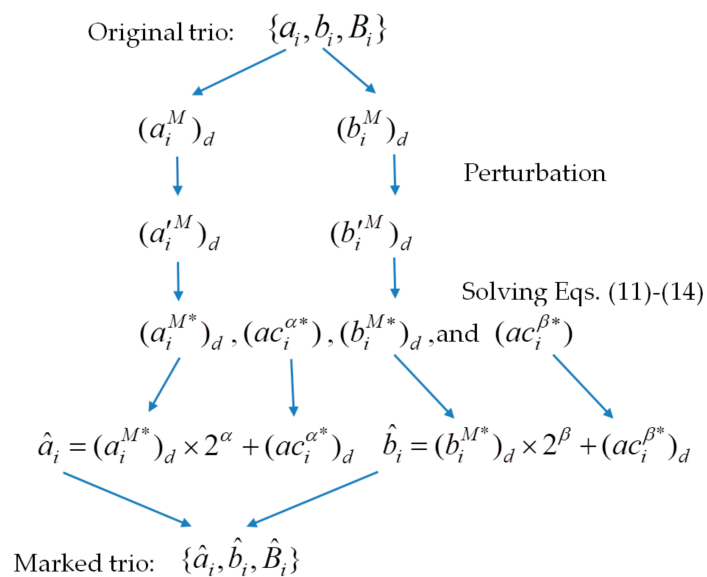 Original trio: {a_i, b_i, B_i}
(a_i^M)_d (b_i^M)_d
Perturbation
(a′_i^M)_d (b′_i^M)_d
Solving Eqs. (11)-(14)
(a_i^{M*})_d , (ac_i^{α*}) , (b_i^{M*})_d ,and (ac_i^{β*})
â_i = (a_i^{M*})_d × 2^α + (ac_i^{α*})_d b̂_i = (b_i^{M*})_d × 2^β + (ac_i^{β*})_d
Marked trio: {â_i, b̂_i, B̂_i}